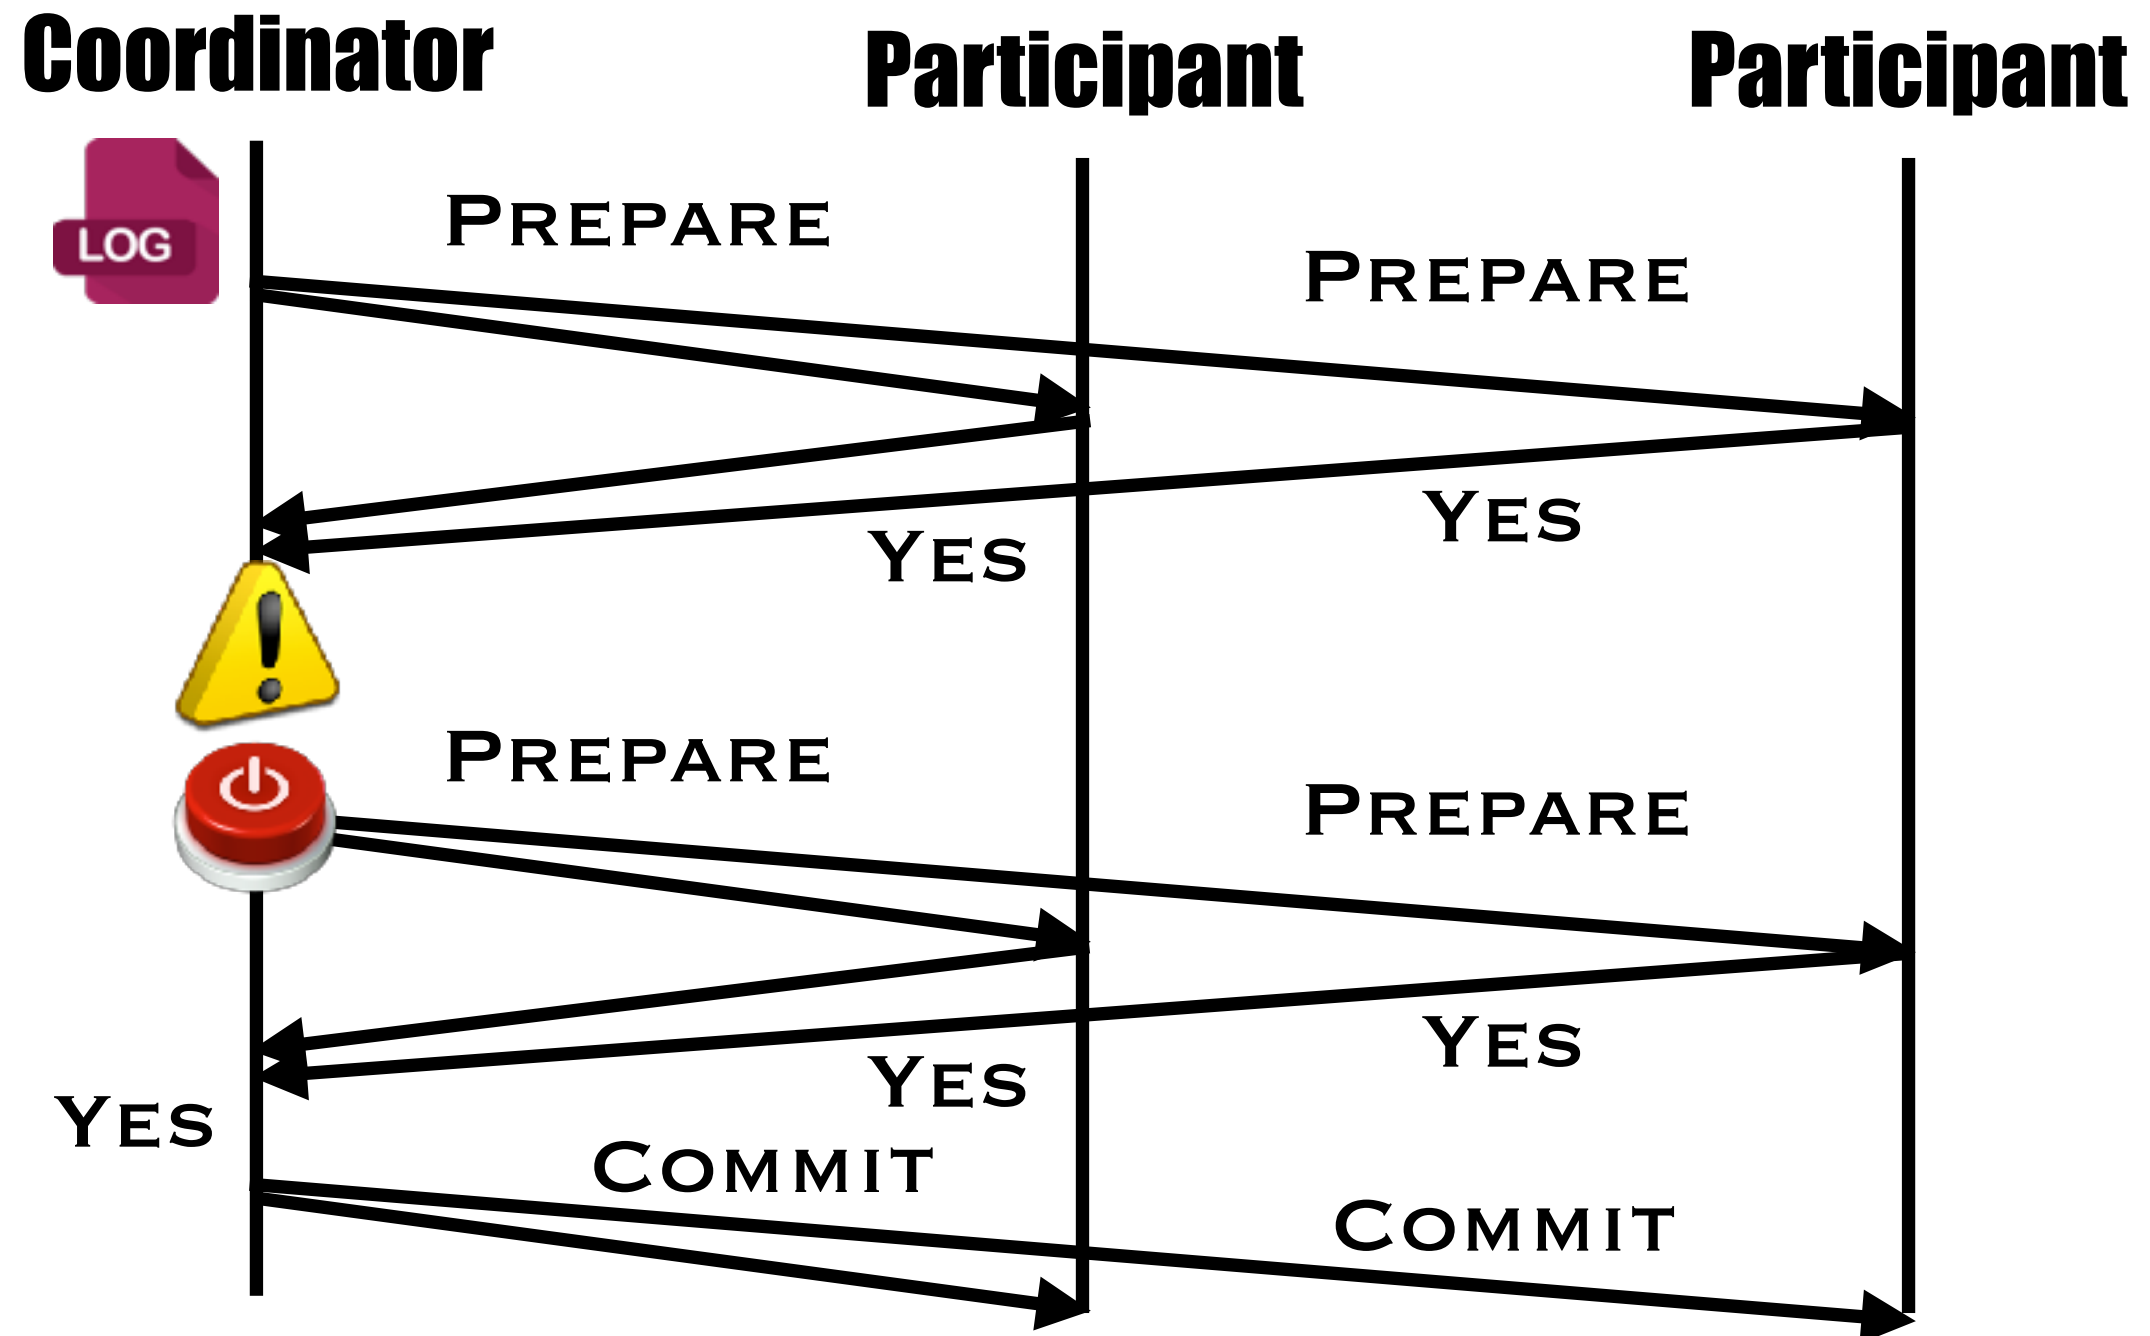 Coordinator
Participant
Participant
LOG
PREPARE
PREPARE
YES
YES
PREPARE
PREPARE
YES
YES
YES
COMMIT
COMMIT